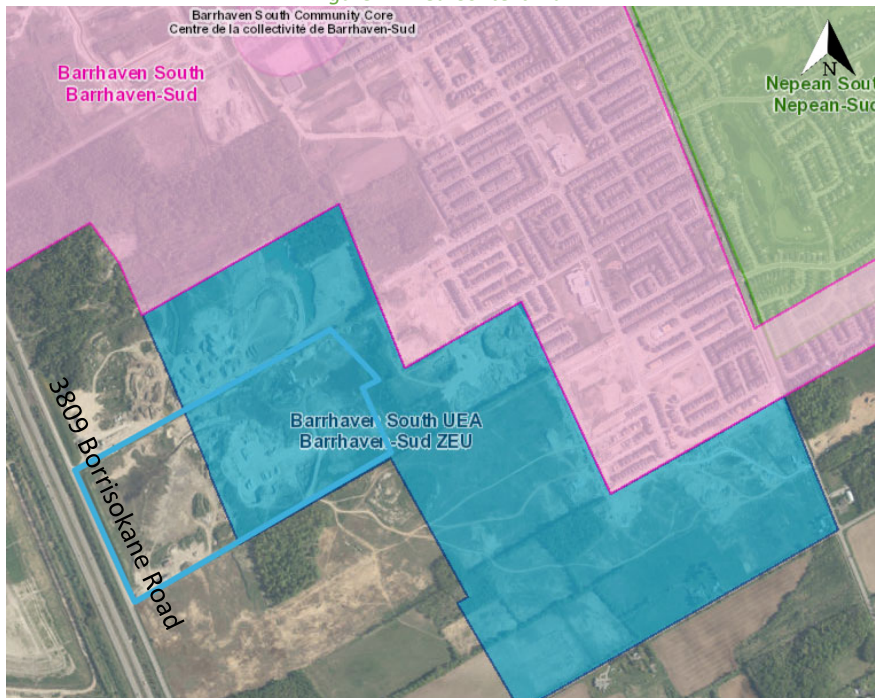 Barrhaven South Community Core
Centre de la collectivité de Barrhaven-Sud
Barrhaven South
Barrhaven-Sud
N
Nepean Sout
Nepean-Sud
Barrhaven South UEA
Barrhaven-Sud ZEU
3809 Borrisokane Road